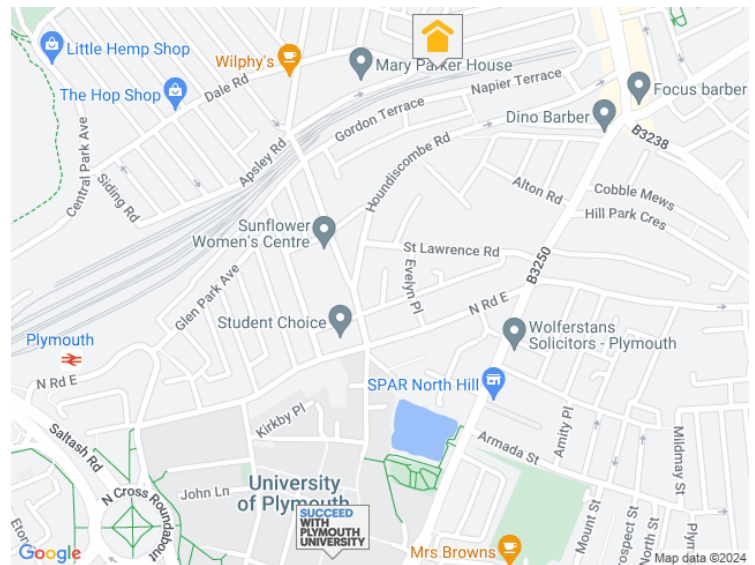 Little Hemp Shop
Wilphy's
Mary Parker House
The Hop Shop
Dale Rd
Napier Terrace
Focus barber
Gordon Terrace
Dino Barber
B3238
Central Park Ave
Apsley Rd
Siding Rd
Houndiscombe Rd
Alton Rd
Cobble Mews
Hill Park Cres
Sunflower
Women's Centre
St Lawrence Rd
Evelyn Pl
B3250
Glen Park Ave
N Rd E
Student Choice
Wolferstans
Solicitors - Plymouth
Plymouth
N Rd E
SPAR North Hill
Kirkby Pl
Saltash Rd
Armada St
Amity Pl
Mildmay St
N Cross Roundabout
John Ln
University
of Plymouth
SUCCEED
WITH
PLYMOUTH
UNIVERSITY
Mount St
North St
Eton
Google
Mrs Browns
Map data ©2024